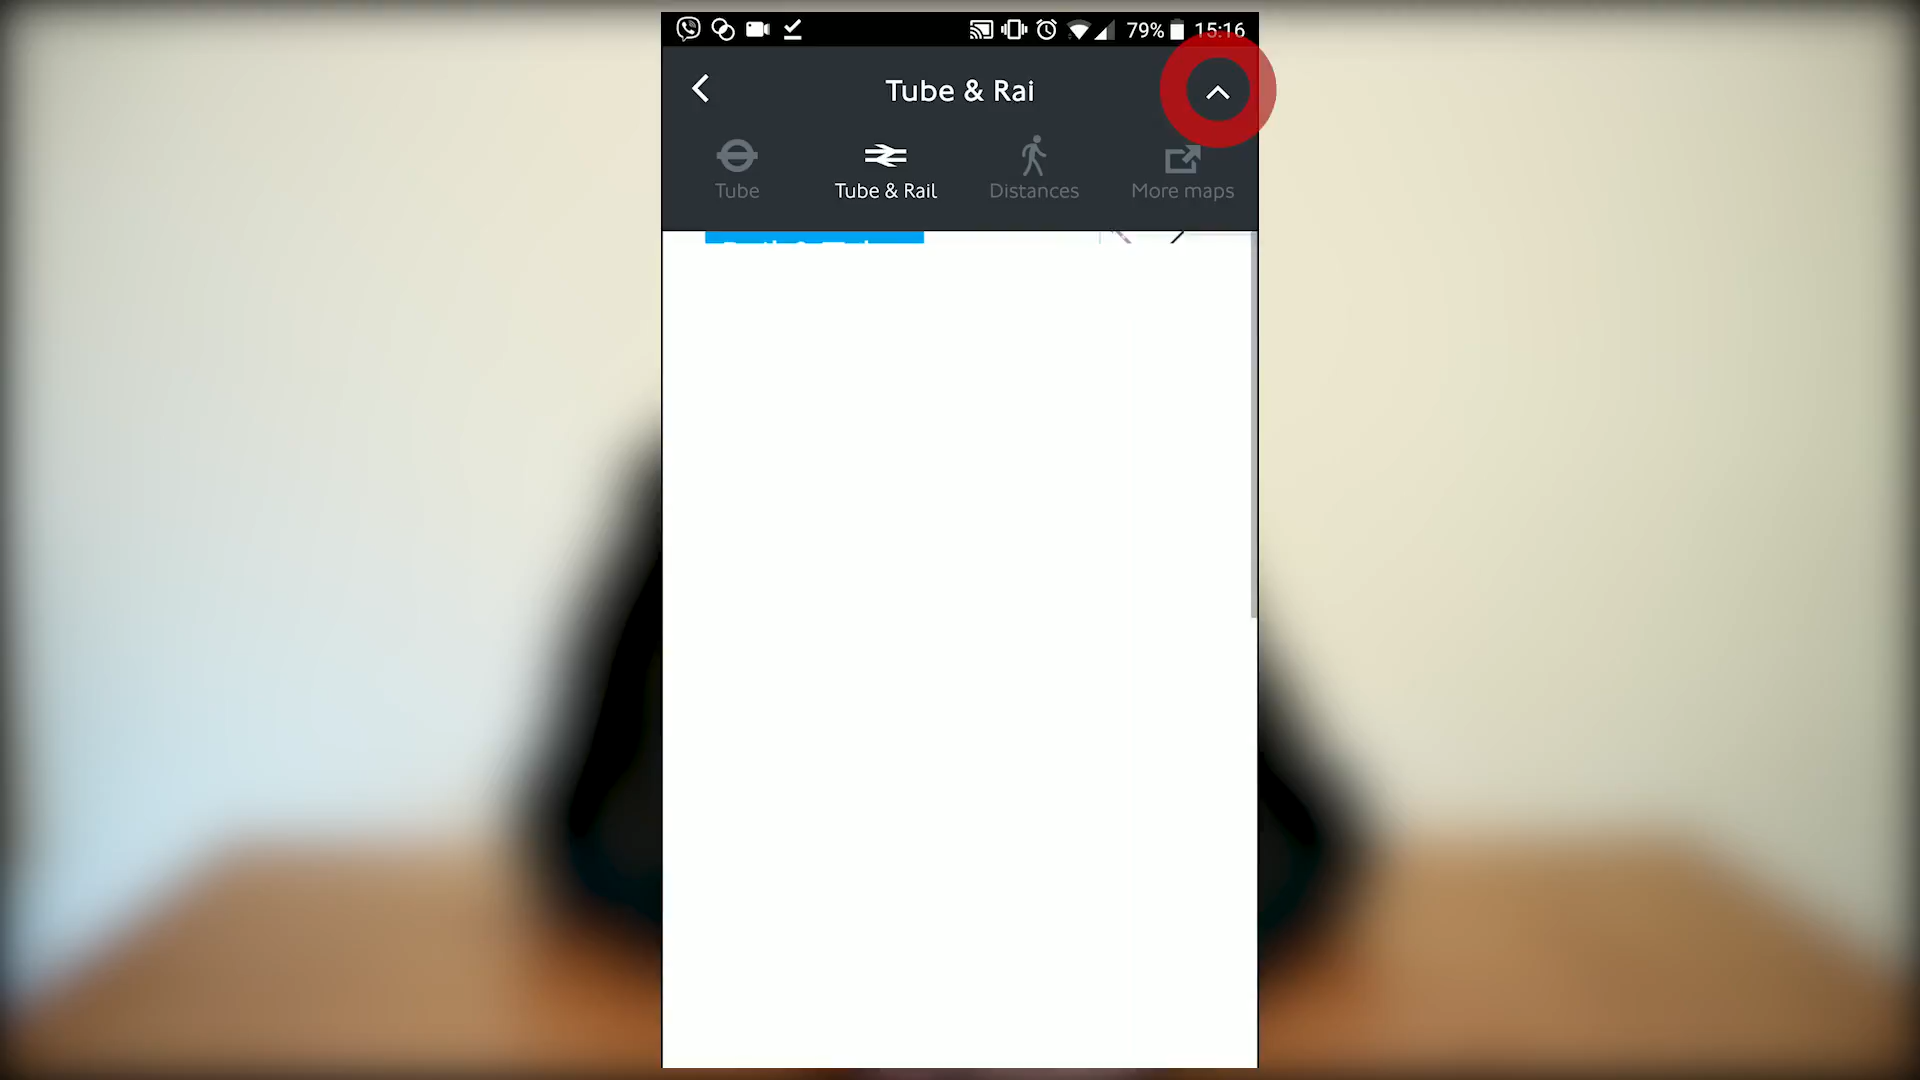 79% 15:16
Tube & Rai
Tube
Tube & Rail
Distances
More maps